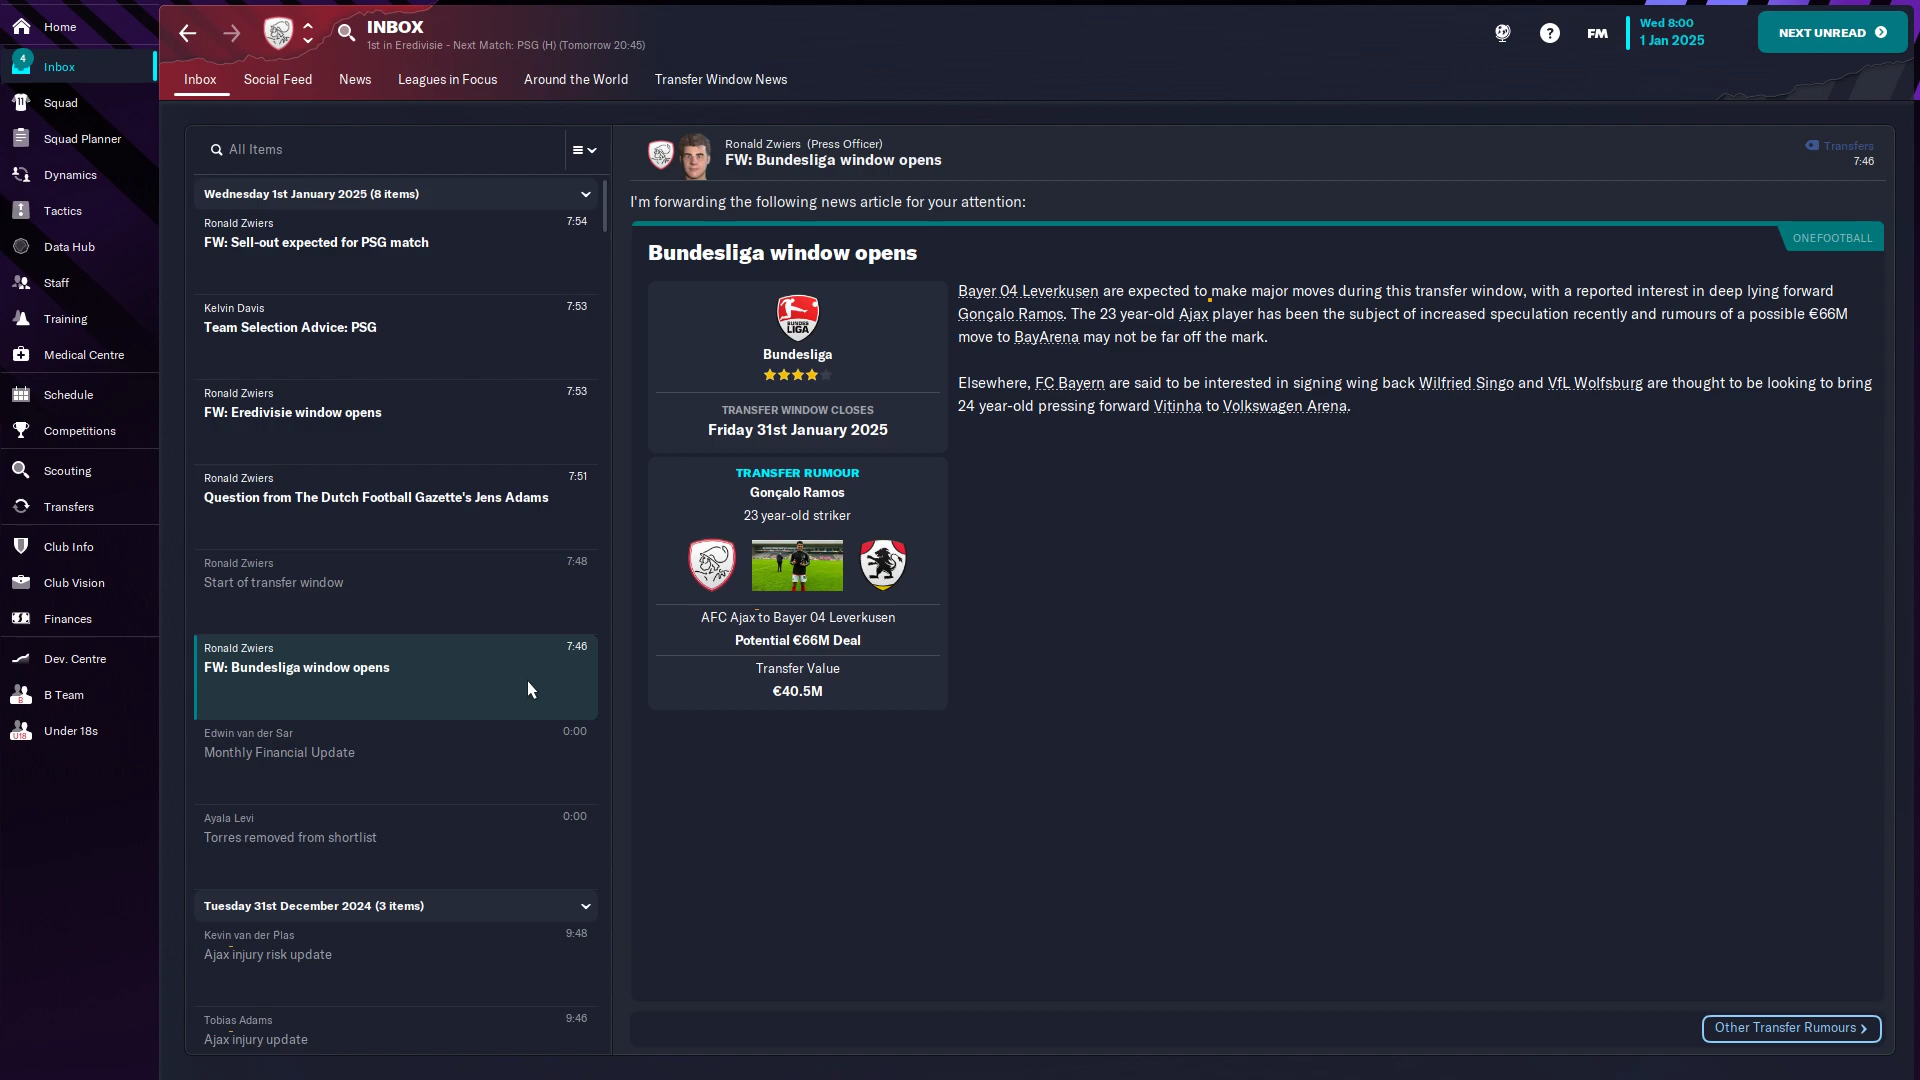 Home
4
Inbox
11
Squad
Squad Planner
Dynamics
Tactics
Data Hub
Staff
Training
Medical Centre
Schedule
Competitions
Scouting
Transfers
Club Info
Club Vision
Finances
Dev. Centre
B
B Team
U18
Under 18s
INBOX
1st in Eredivisie - Next Match: PSG (H) (Tomorrow 20:45)
?
FM
Wed 8:00
1 Jan 2025
NEXT UNREAD
Inbox
Social Feed
News
Leagues in Focus
Around the World
Transfer Window News
All Items
Wednesday 1st January 2025 (8 items)
Ronald Zwiers 7:54
FW: Sell-out expected for PSG match
Kelvin Davis 7:53
Team Selection Advice: PSG
Ronald Zwiers 7:53
FW: Eredivisie window opens
Ronald Zwiers 7:51
Question from The Dutch Football Gazette's Jens Adams
Ronald Zwiers 7:48
Start of transfer window
Ronald Zwiers 7:46
FW: Bundesliga window opens
Edwin van der Sar 0:00
Monthly Financial Update
Ayala Levi 0:00
Torres removed from shortlist
Tuesday 31st December 2024 (3 items)
Kevin van der Plas 9:48
Ajax injury risk update
Tobias Adams 9:46
Ajax injury update
Ronald Zwiers (Press Officer)
FW: Bundesliga window opens
Transfers
7:46
I'm forwarding the following news article for your attention:
ONEFOOTBALL
Bundesliga window opens
BUNDES
LIGA
Bundesliga
TRANSFER WINDOW CLOSES
Friday 31st January 2025
TRANSFER RUMOUR
Gonçalo Ramos
23 year-old striker
AFC Ajax to Bayer 04 Leverkusen
Potential €66M Deal
Transfer Value
€40.5M
Bayer 04 Leverkusen are expected to make major moves during this transfer window, with a reported interest in deep lying forward
Gonçalo Ramos. The 23 year-old Ajax player has been the subject of increased speculation recently and rumours of a possible €66M
move to BayArena may not be far off the mark.
Elsewhere, FC Bayern are said to be interested in signing wing back Wilfried Singo and VfL Wolfsburg are thought to be looking to bring
24 year-old pressing forward Vitinha to Volkswagen Arena.
Other Transfer Rumours